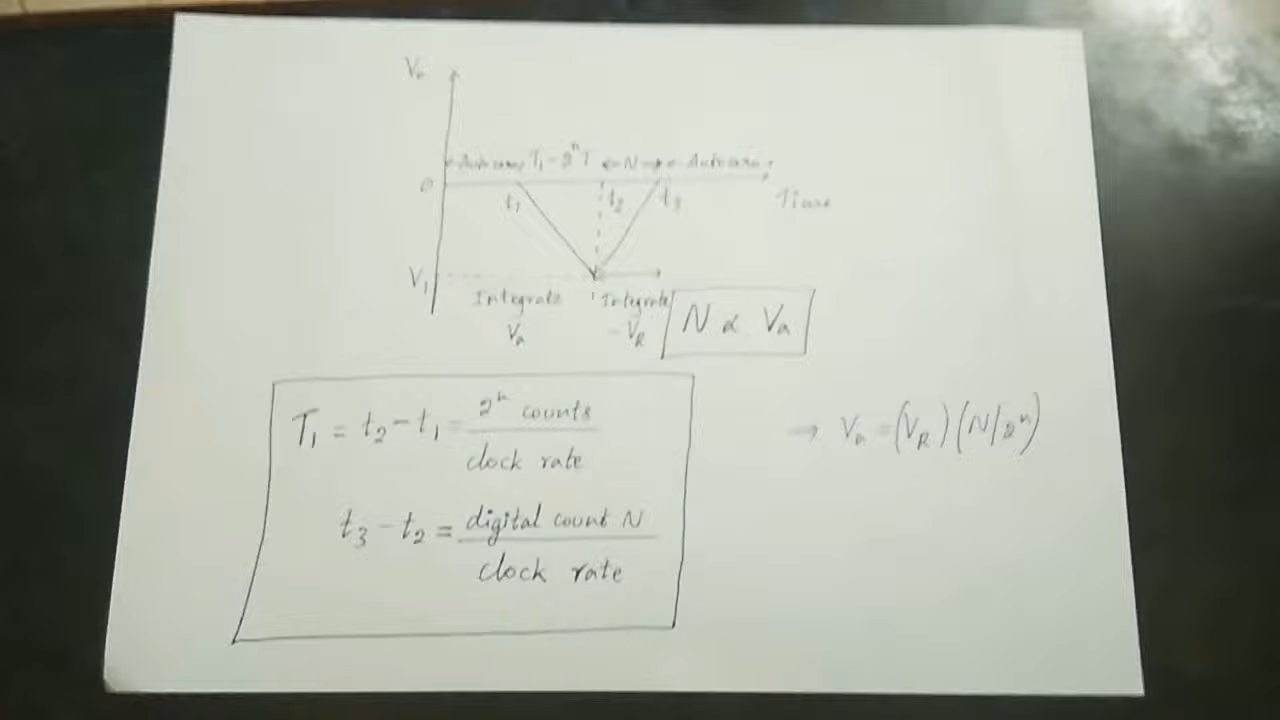 V₀
T₁ - 2ⁿT ←N→
0
t₁ t₂ t₃ Time
V₁
Integrate Integrate
Vₐ - V_R
N ∝ Vₐ
T₁ = t₂ - t₁ = 2ⁿ counts / clock rate
⇒ Vₐ = (V_R)(N/2ⁿ)
t₃ - t₂ = digital count N / clock rate